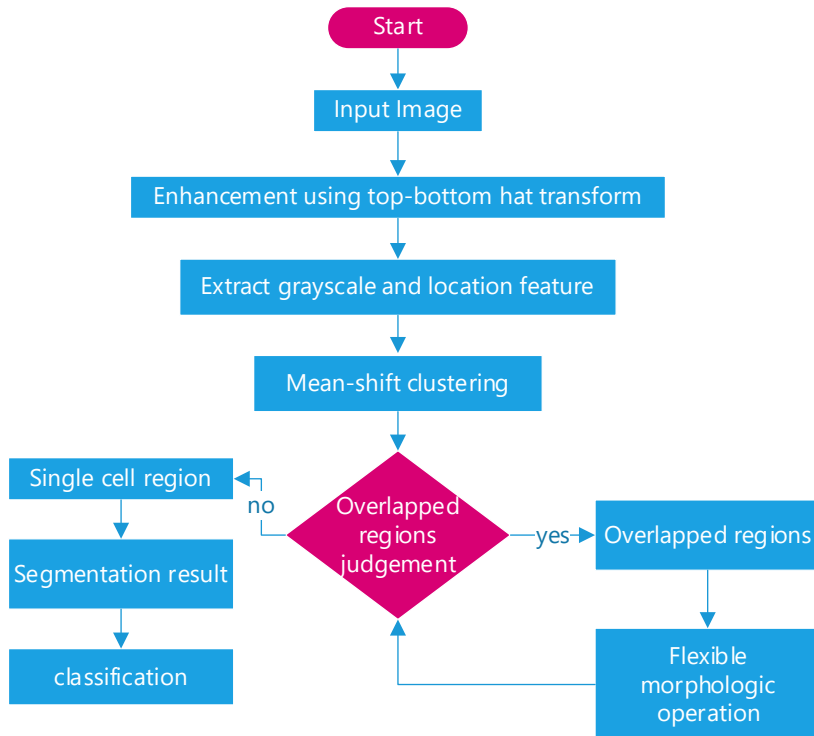 Start
Input Image
Enhancement using top-bottom hat transform
Extract grayscale and location feature
Mean-shift clustering
Overlapped
regions
judgement
no
Single cell region
Segmentation result
classification
yes
Overlapped regions
Flexible
morphologic
operation